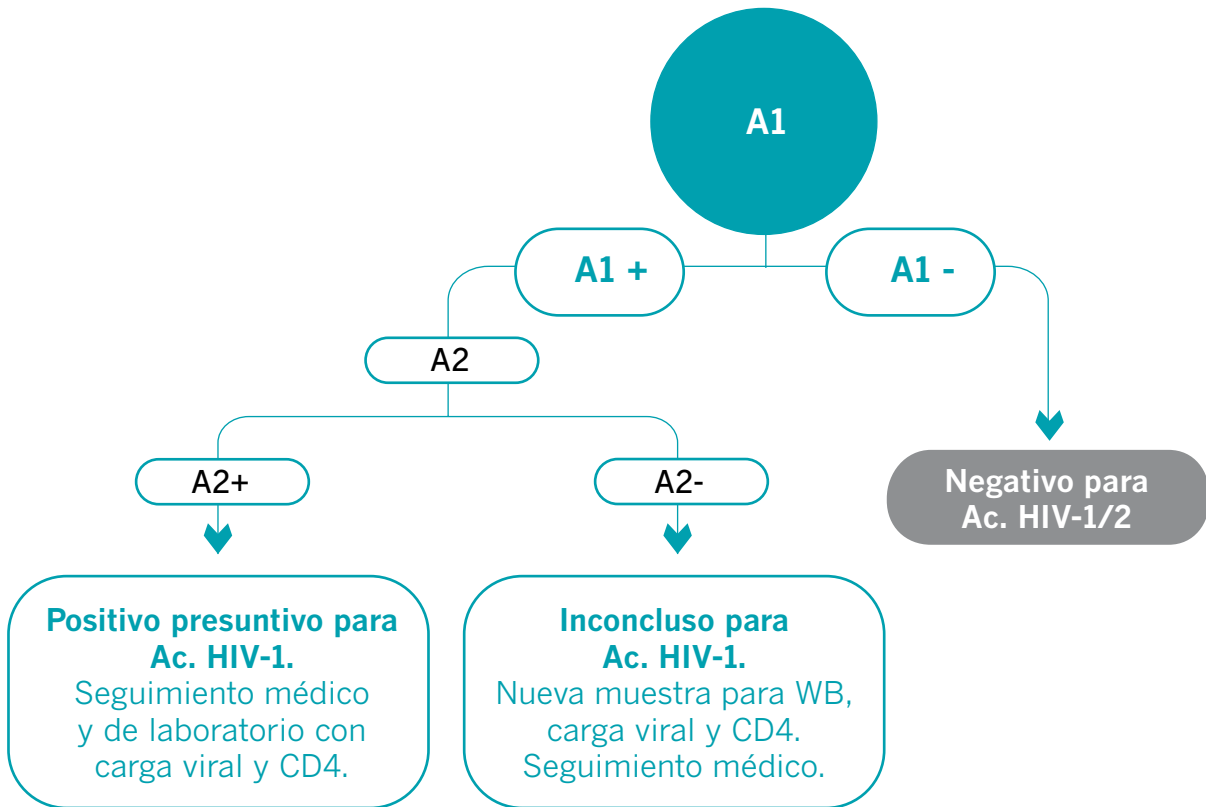 A1
A1 +
A1 -
A2
A2+
A2-
Negativo para
Ac. HIV-1/2
Positivo presuntivo para
Ac. HIV-1.
Seguimiento médico
y de laboratorio con
carga viral y CD4.
Inconcluso para
Ac. HIV-1.
Nueva muestra para WB,
carga viral y CD4.
Seguimiento médico.